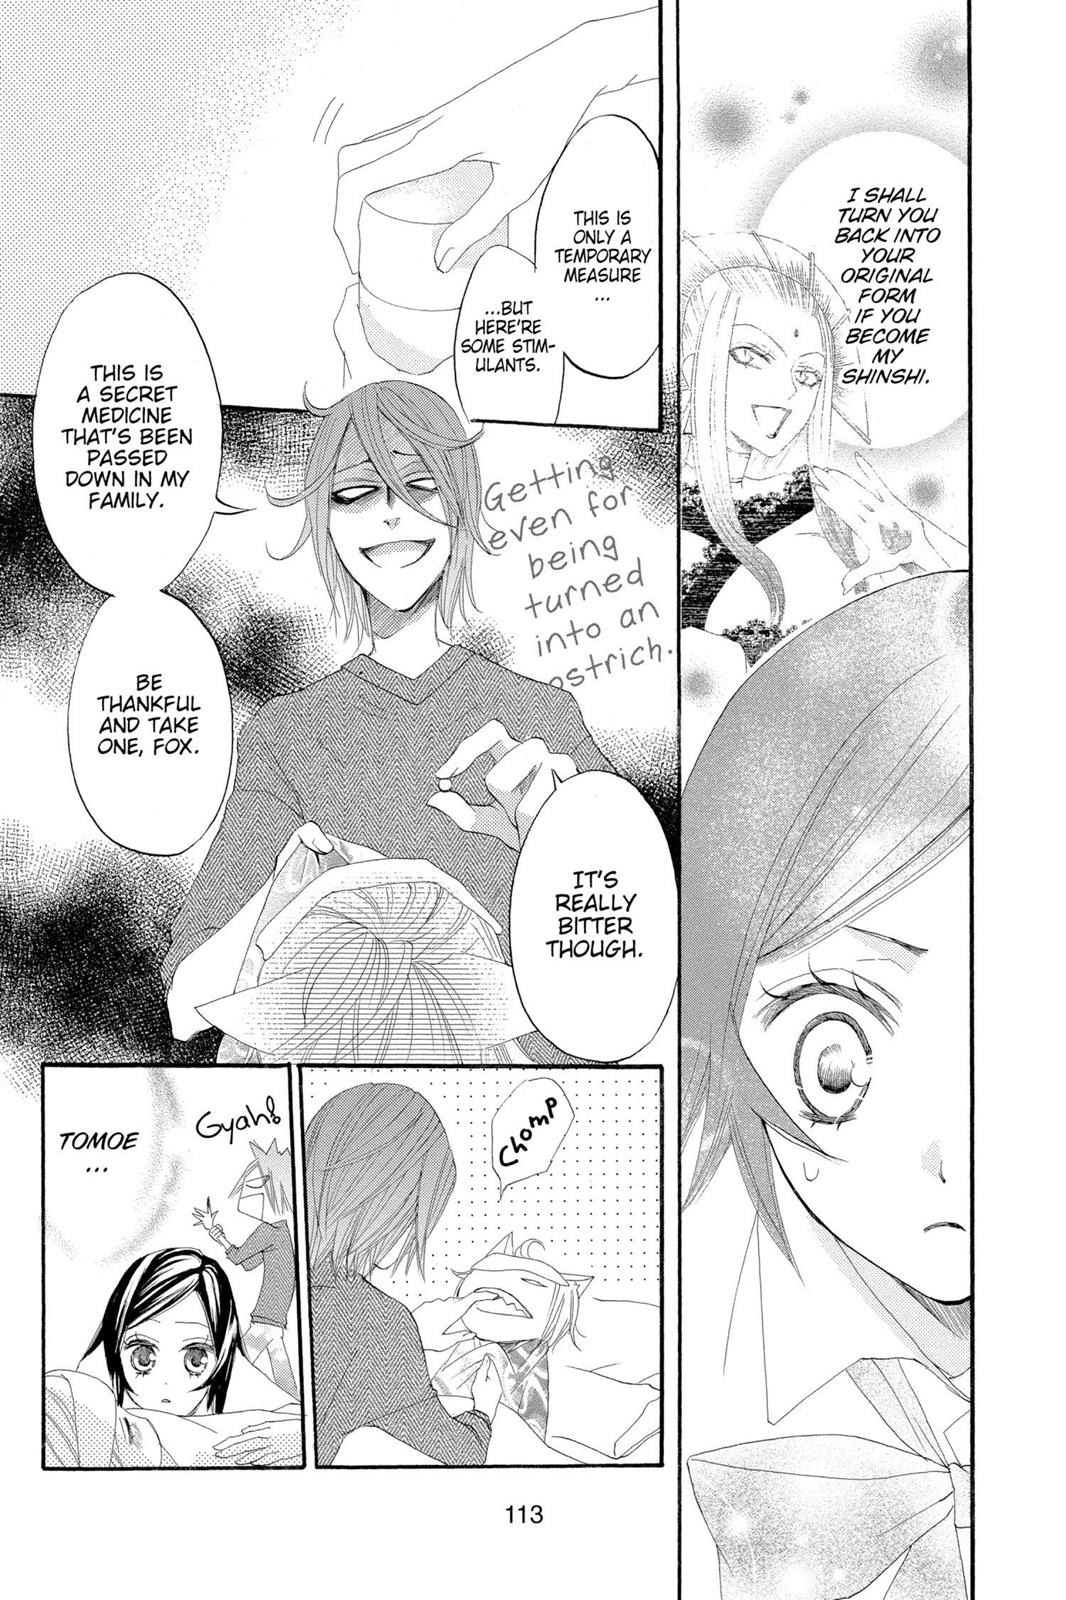 I SHALL
TURN YOU
BACK INTO
YOUR
ORIGINAL
FORM
IF YOU
BECOME
MY
SHINSHI.
THIS IS
ONLY A
TEMPORARY
MEASURE
...
...BUT
HERE'RE
SOME STIM-
ULANTS.
THIS IS
A SECRET
MEDICINE
THAT'S BEEN
PASSED
DOWN IN MY
FAMILY.
Getting
even for
being
turned
into an
ostrich.
BE
THANKFUL
AND TAKE
ONE, FOX.
IT'S
REALLY
BITTER
THOUGH.
Chomp
Gyah!
TOMOE
...
113